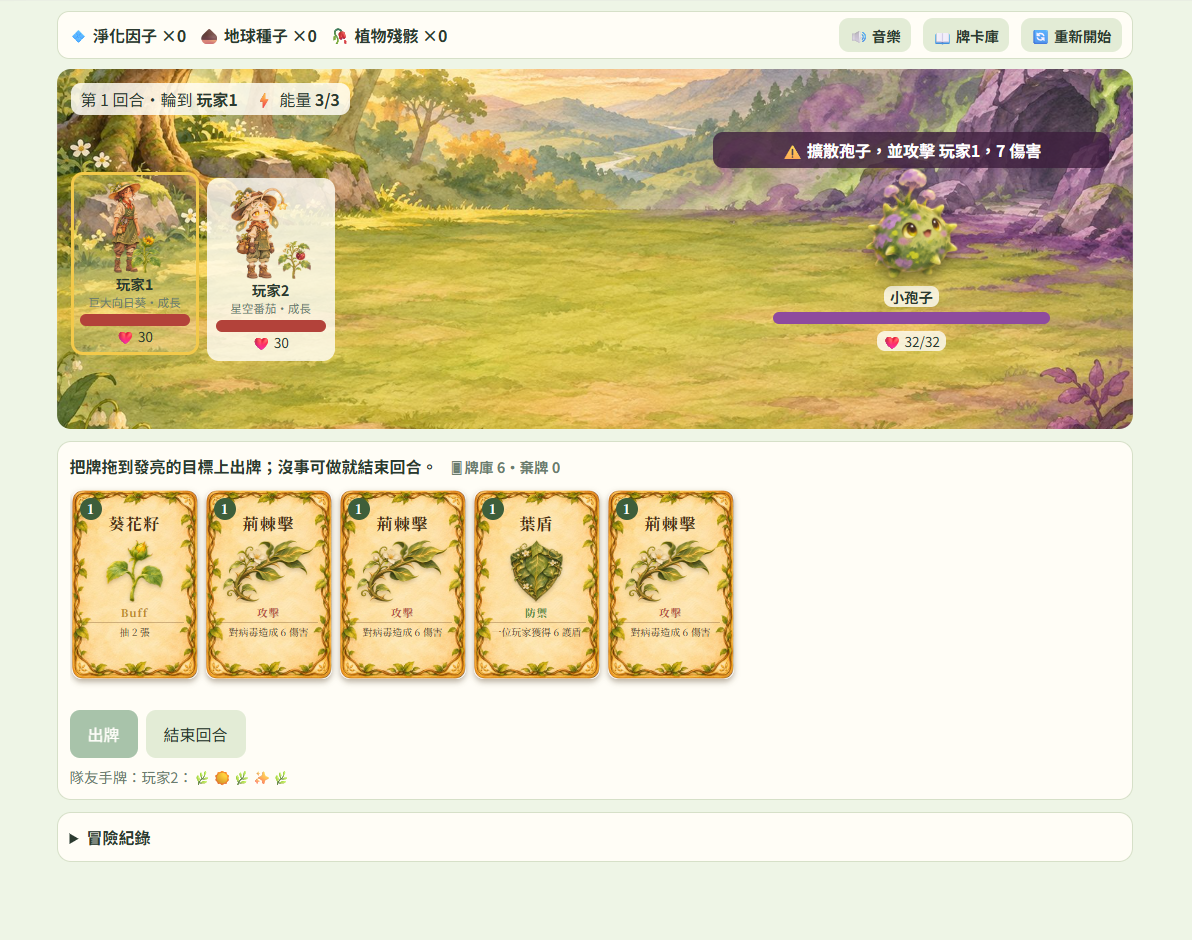 淨化因子 ×0 地球種子 ×0 植物殘骸 ×0
音樂 牌卡庫 重新開始
第 1 回合・輪到 玩家1 能量 3/3
擴散孢子，並攻擊 玩家1，7 傷害
玩家1
巨大向日葵・成長
30
玩家2
星空番茄・成長
30
小孢子
32/32
把牌拖到發亮的目標上出牌；沒事可做就結束回合。 牌庫 6・棄牌 0
1
葵花籽
Buff
抽 2 張
1
荊棘擊
攻擊
對病毒造成 6 傷害
1
荊棘擊
攻擊
對病毒造成 6 傷害
1
葉盾
防禦
一位玩家獲得 6 護盾
1
荊棘擊
攻擊
對病毒造成 6 傷害
出牌 結束回合
隊友手牌：玩家2：
▶ 冒險紀錄